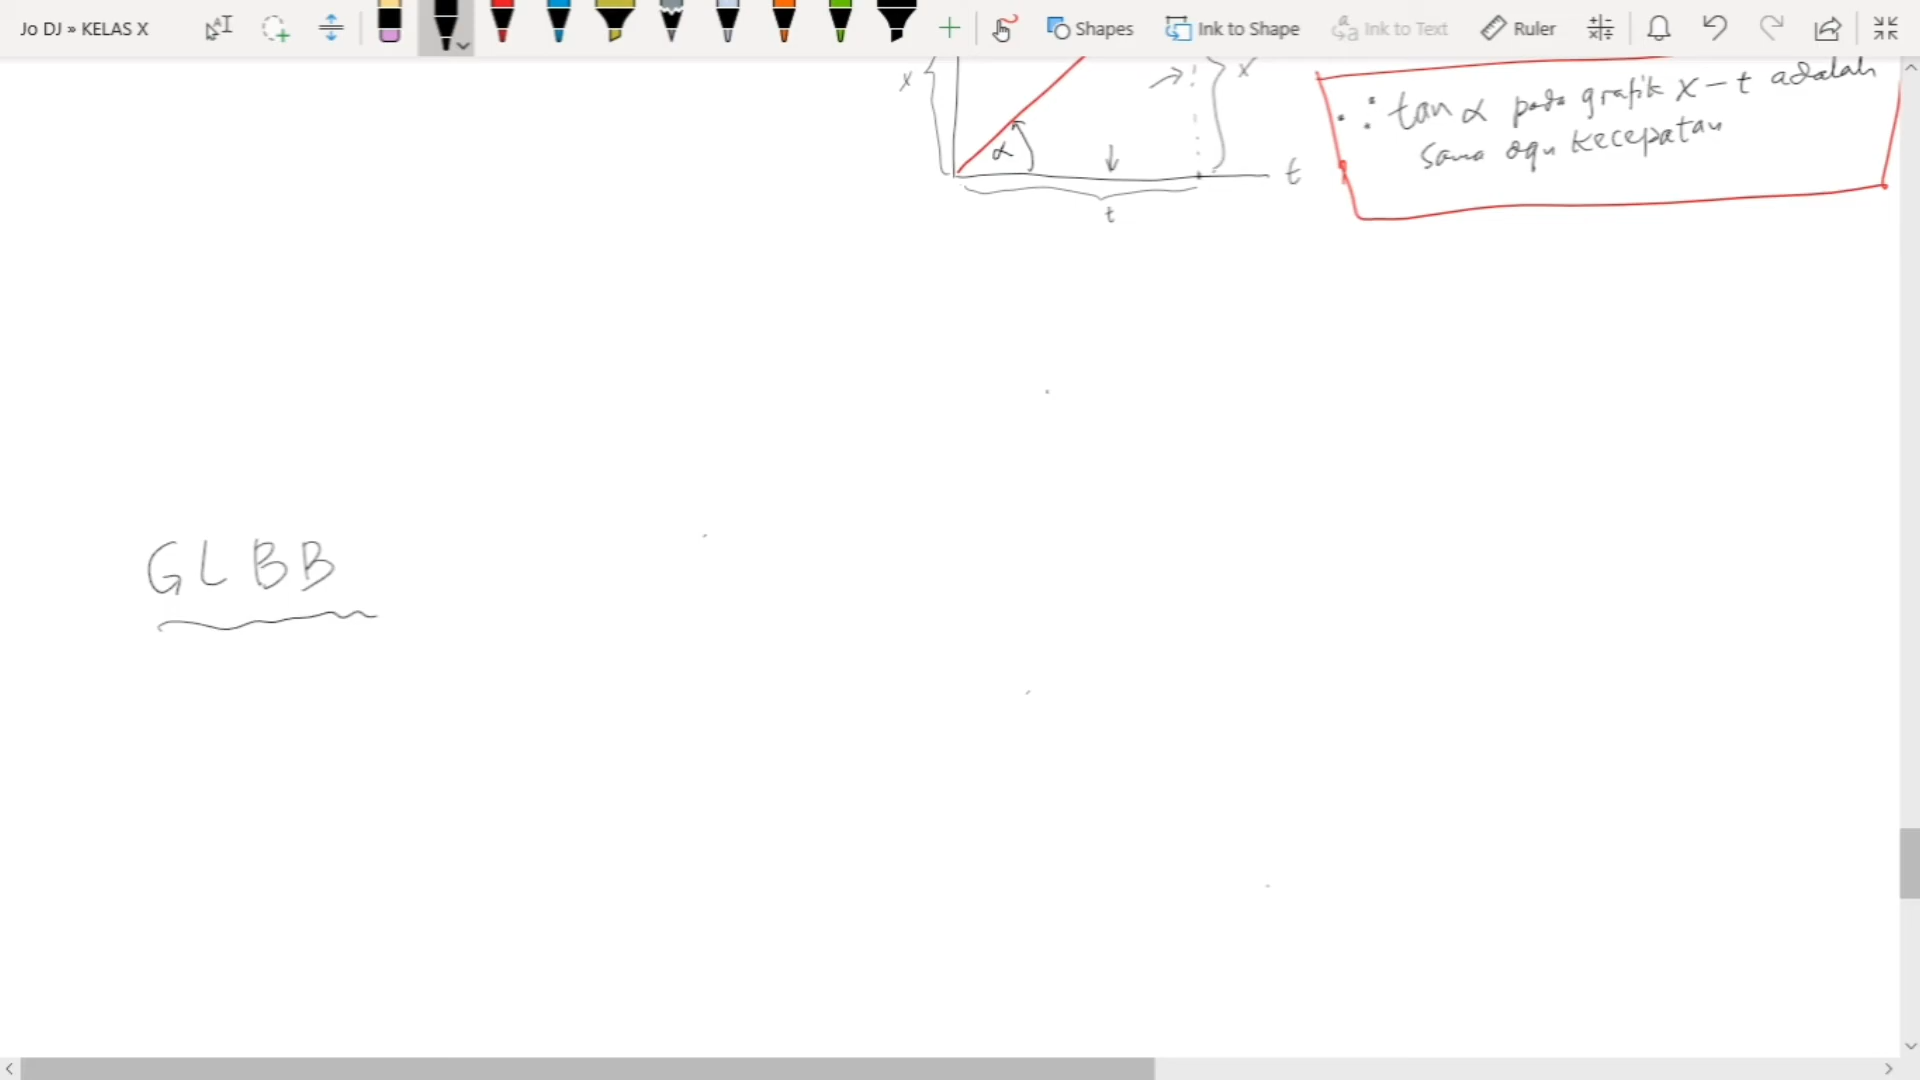 Jo DJ » KELAS X
Shapes
Ink to Shape
Ink to Text
Ruler
x
x
α
t
t
∴ tan α pada grafik x – t adalah
sama dgn kecepatan
GLBB